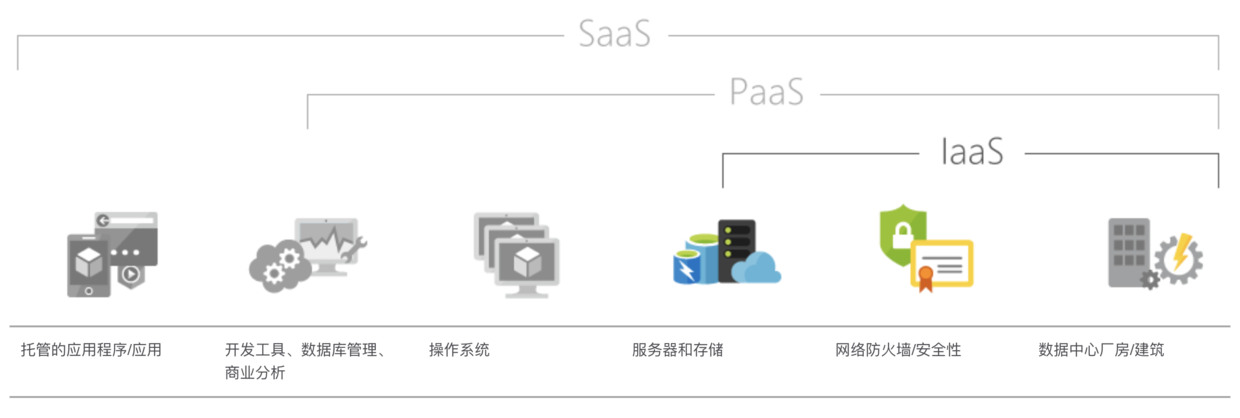 SaaS
PaaS
IaaS
托管的应用程序/应用
开发工具、数据库管理、
商业分析
操作系统
服务器和存储
网络防火墙/安全性
数据中心厂房/建筑